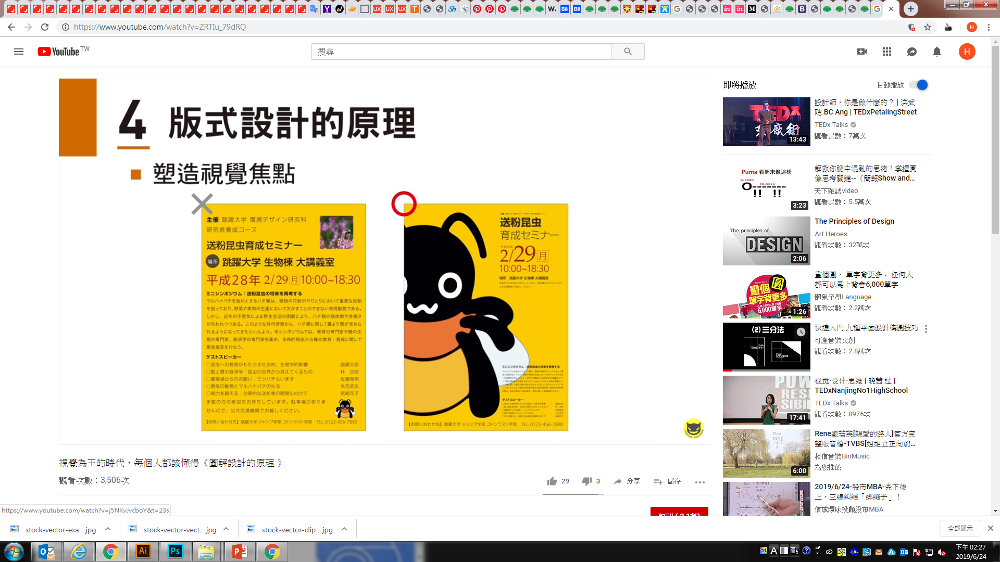 https://www.youtube.com/watch?v=ZRTIu_79dRQ
YouTube TW
搜尋
H
4 版式設計的原理
塑造視覺焦點
主催 跳躍大学 環境デザイン研究科
研究者養成コース
送粉昆虫育成セミナー
場所 跳躍大学 生物棟 大講義室
平成28年 2/29 月 10:00~18:30
ミニシンポジウム：送粉昆虫の将来を再考する
マルハナバチを始めとするハチ類は、植物の花粉のやりとりにおいて重要な役割
を担っており、野菜や果物の生産において欠かすことのできない有用動物である。
しかし、近年の不景気による野生生活の困窮により、ハチ類の個体数や多様さ
が失われつつある。このような時代背景から、ハチ類に関して量より質が求めら
れるようになってきたといえよう。本シンポジウムでは、教育の専門家や蜂の生
態の専門家、経済学の専門家を集め、多角的視座から蜂の教育・育成に関して
緊急提言を行なう。
ゲストスピーカー
〇昆虫への教育がもたらす社会的、生物学的影響 跳躍太郎
〇数と質の経済学：昆虫の世界から見えてくるもの 林 次郎
〇養蜂場からのお願い：ミツバチもいます 佐藤俊男
〇景気の動態とマルハナバチの生活 丸花武志
〇視力を鍛える：効果的な送粉者の開発に向けて 宮崎花子
多数の方の参加をお待ちしています。駐車場がありま
せんので、公共交通機関でお越しください。
【お問い合わせ先】跳躍大学 ジャンプ学部 コトンラスト学部 TEL: 0123-456-7890
送粉昆虫
育成セミナー
平成28年
2/29 月
10:00~18:30
場所 跳躍大学 生物棟 大講義室
ミニシンポジウム：送粉昆虫の未来を再考する
ゲストスピーカー
【お問い合わせ先】跳躍大学 ジャンプ学部 コトンラスト学部 TEL: 0123-456-7890
視覺為王的時代，每個人都該懂得《圖解設計的原理 》
觀看次數：3,506次
29
3
分享
儲存
https://www.youtube.com/watch?v=j5NKvJvcboY&t=23s
即將播放
自動播放
TEDx
13:43
設計師，你是做什麼的？ | 洪武
聰 BC Ang | TEDxPetalingStreet
TEDx Talks
觀看次數：7萬次
Puma 看起來像這樣
3:23
解救你腦中混亂的思緒！掌握圖
像思考關鍵--《簡報Show and...
天下雜誌video
觀看次數：5.5萬次
The principles of
DESIGN
2:06
The Principles of Design
Art Heroes
觀看次數：32萬次
畫個圓
單字背更多
6,000單字
1:26
畫個圓， 單字背更多： 任何人
都可以馬上背會6,000單字
懶鬼子學Language
觀看次數：2.2萬次
(2) 三分法
快速入門 九種平面設計構圖技巧
可澄音樂文創
觀看次數：2.8萬次
17:41
视觉·设计·思维 | 晓茜 过 |
TEDxNanjingNo1HighSchool
TEDx Talks
觀看次數：8976次
6:00
Rene劉若英[親愛的路人]官方完
整版音檔-TVBS[姐姐立正向前...
相信音樂BinMusic
為您推薦
2019/6/24-股市MBA-先下後
上，三線糾結「綁繩子」！
信誠環球投顧股市MBA
stock-vector-exa....jpg
stock-vector-vect....jpg
stock-vector-clip....jpg
全部顯示
Ai
Ps
下午 02:27
2019/6/24